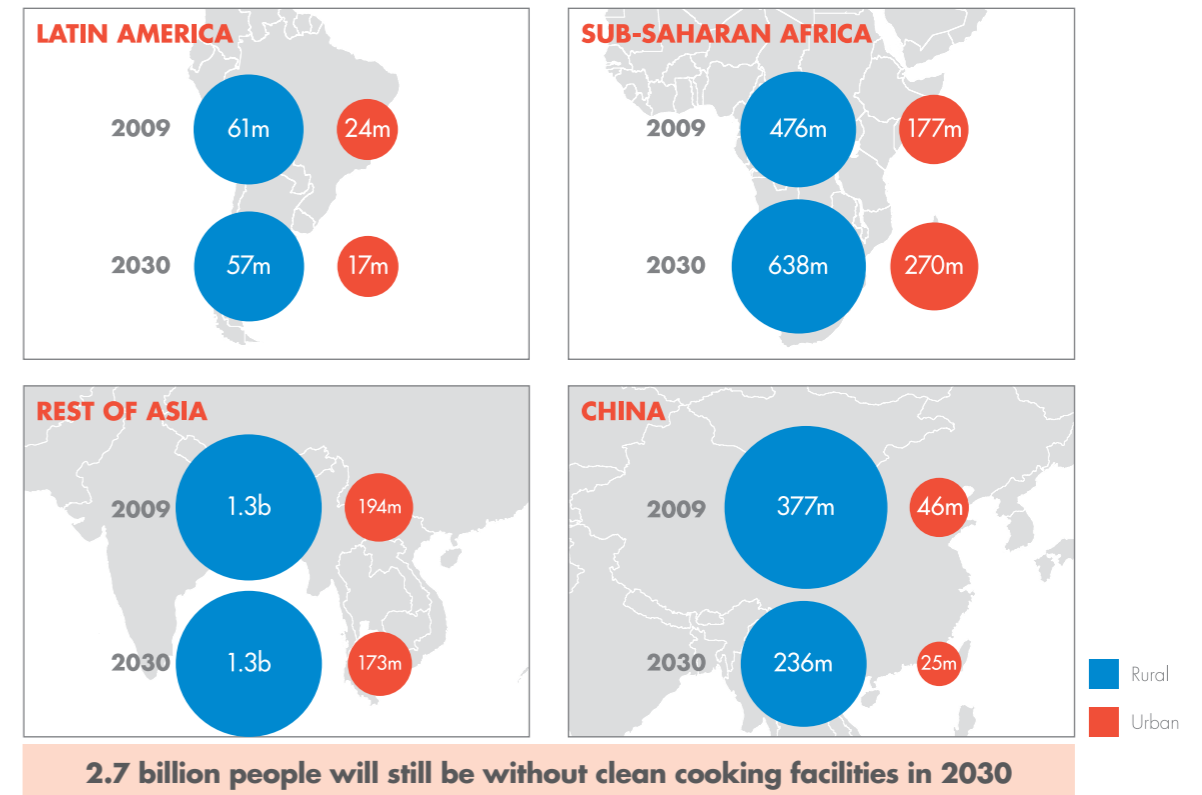 LATIN AMERICA
2009 61m 24m
2030 57m 17m
SUB-SAHARAN AFRICA
2009 476m 177m
2030 638m 270m
REST OF ASIA
2009 1.3b 194m
2030 1.3b 173m
CHINA
2009 377m 46m
2030 236m 25m
Rural
Urban
2.7 billion people will still be without clean cooking facilities in 2030